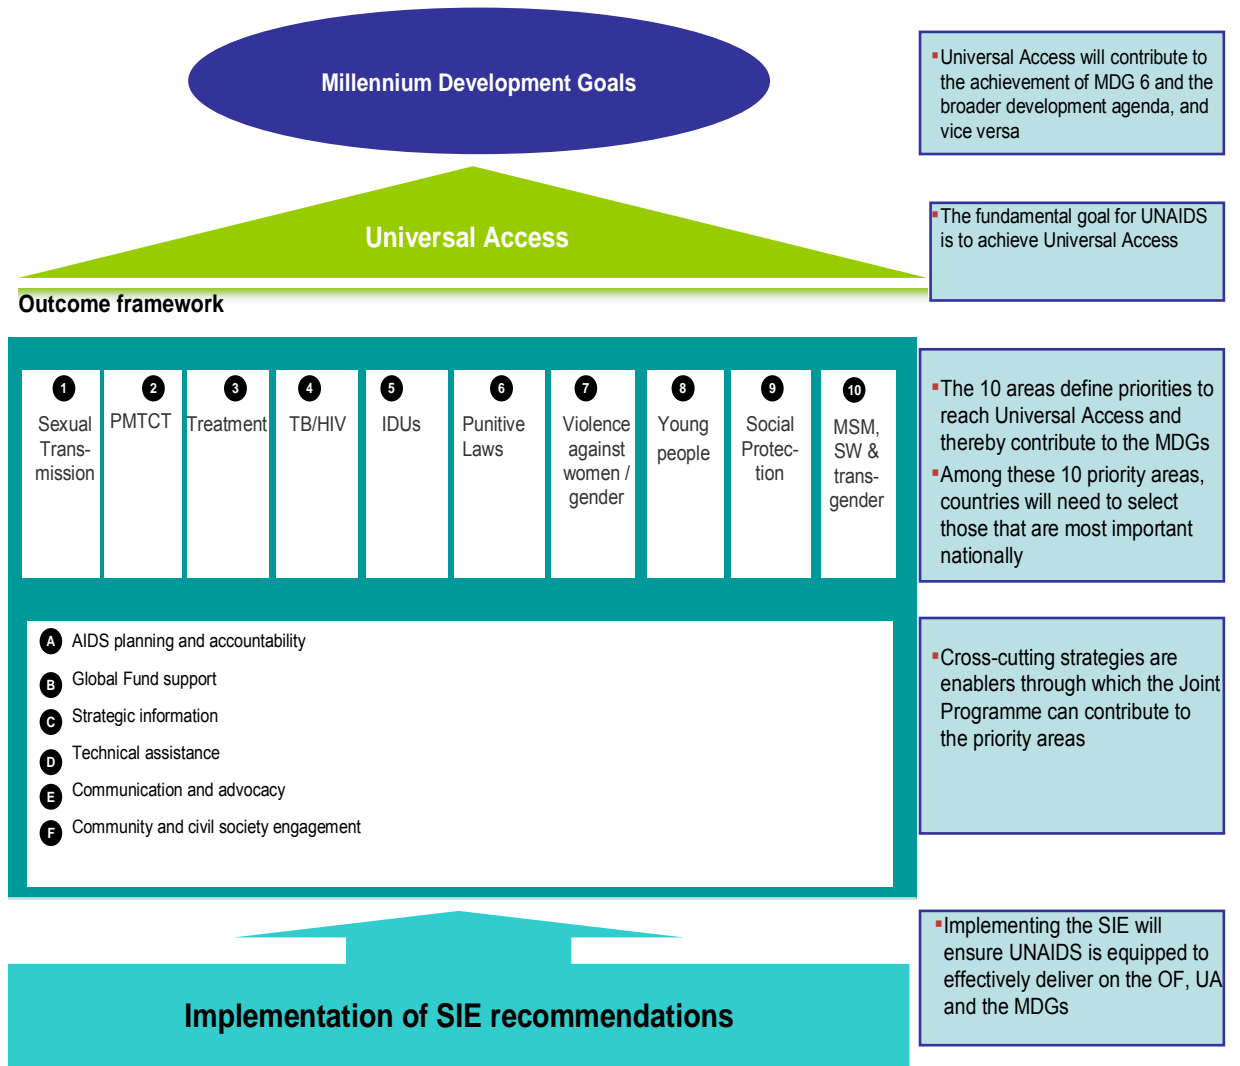 Millennium Development Goals
▪Universal Access will contribute to
the achievement of MDG 6 and the
broader development agenda, and
vice versa
Universal Access
▪The fundamental goal for UNAIDS
is to achieve Universal Access
Outcome framework
1
Sexual
Trans-
mission
2
PMTCT
3
Treatment
4
TB/HIV
5
IDUs
6
Punitive
Laws
7
Violence
against
women /
gender
8
Young
people
9
Social
Protec-
tion
10
MSM,
SW &
trans-
gender
▪The 10 areas define priorities to
reach Universal Access and
thereby contribute to the MDGs
▪Among these 10 priority areas,
countries will need to select
those that are most important
nationally
A AIDS planning and accountability
B Global Fund support
C Strategic information
D Technical assistance
E Communication and advocacy
F Community and civil society engagement
▪Cross-cutting strategies are
enablers through which the Joint
Programme can contribute to
the priority areas
Implementation of SIE recommendations
▪Implementing the SIE will
ensure UNAIDS is equipped to
effectively deliver on the OF, UA
and the MDGs